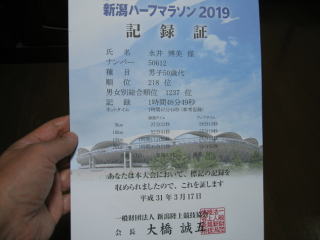 新潟ハーフマラソン2019
記録証
氏名 永井 博美 様
ナンバー 50612
種目 男子50歳代
順位 218 位
男女別総合順位 1237 位
記録 1時間48分49秒
あなたは本大会において、標記の記録を
収められましたので、これを証します
平成31年3月17日
一般財団法人 新潟陸上競技協会
会長 大橋誠五